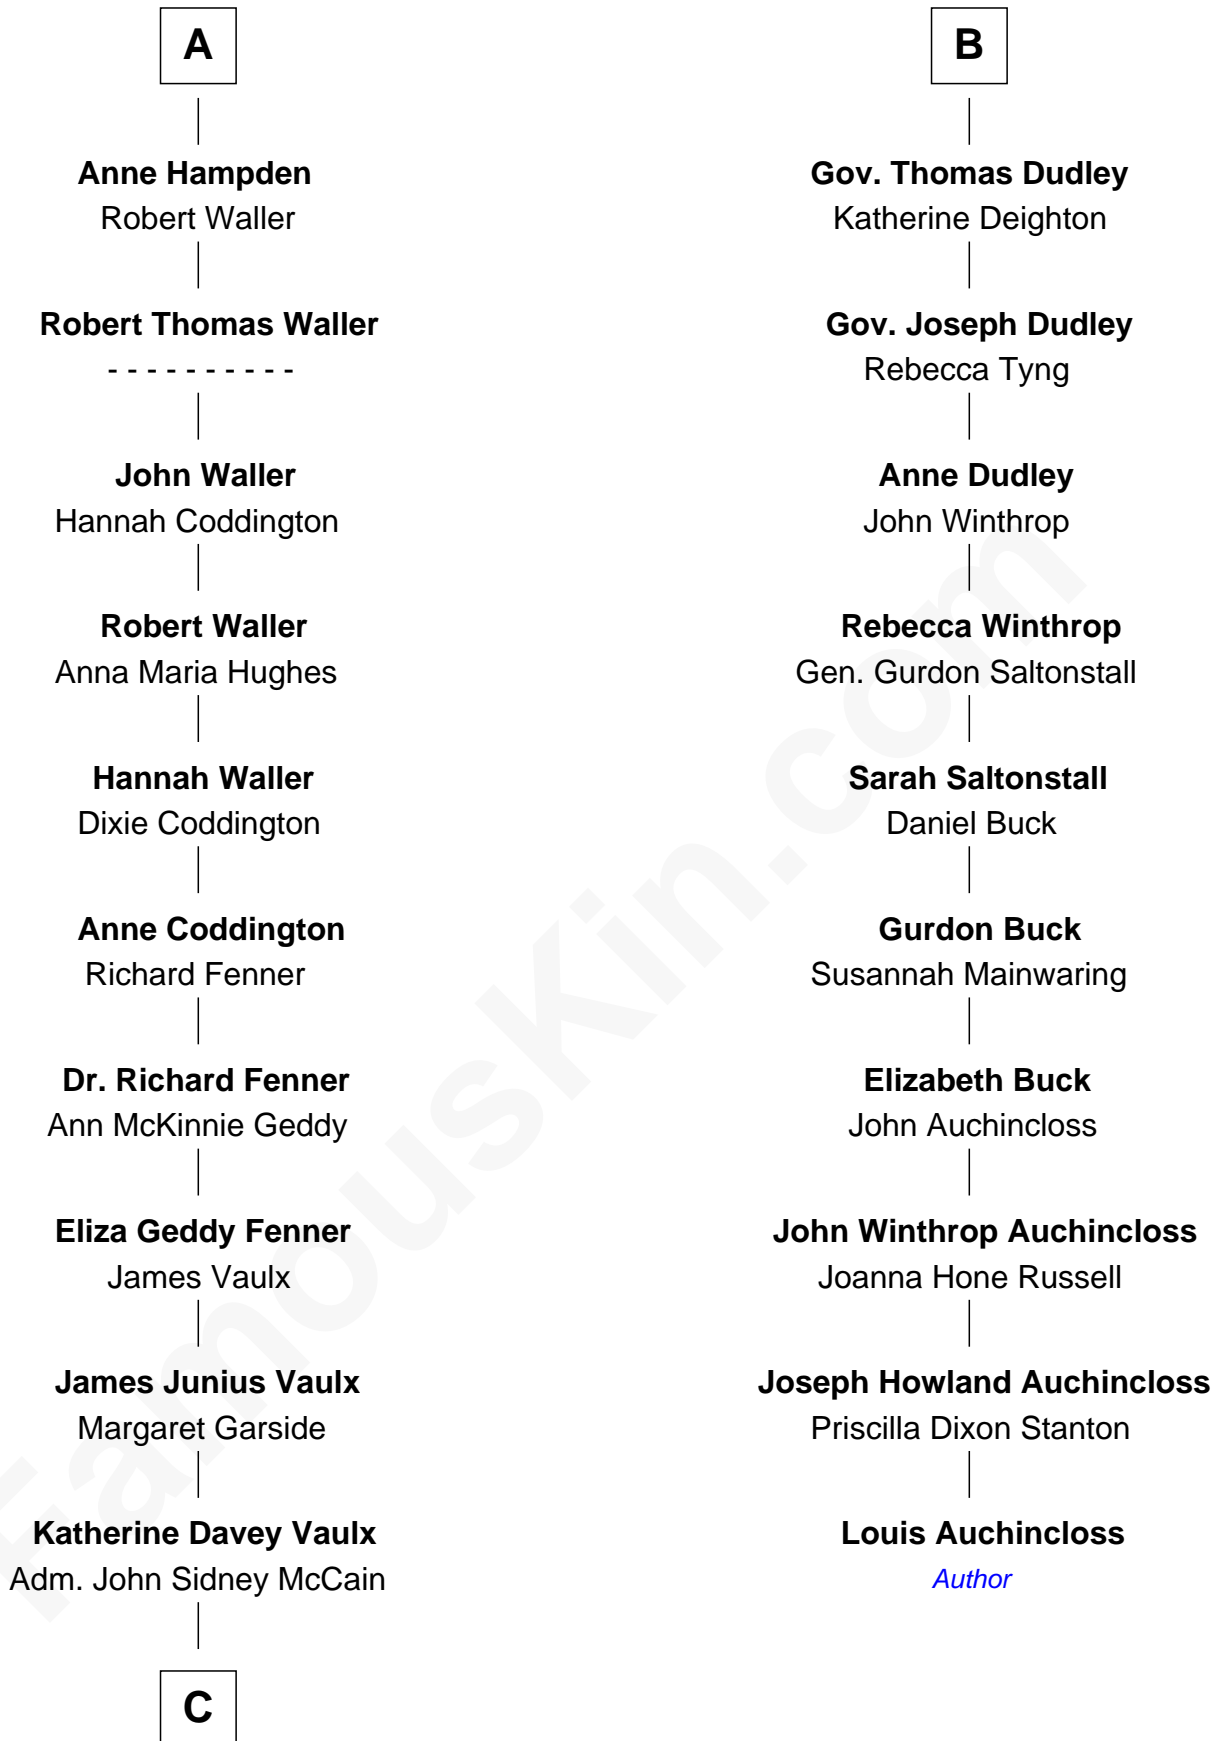 A
Anne Hampden
Robert Waller
Robert Thomas Waller
- - - - - - - - - -
John Waller
Hannah Coddington
Robert Waller
Anna Maria Hughes
Hannah Waller
Dixie Coddington
Anne Coddington
Richard Fenner
Dr. Richard Fenner
Ann McKinnie Geddy
Eliza Geddy Fenner
James Vaulx
James Junius Vaulx
Margaret Garside
Katherine Davey Vaulx
Adm. John Sidney McCain
C
B
Gov. Thomas Dudley
Katherine Deighton
Gov. Joseph Dudley
Rebecca Tyng
Anne Dudley
John Winthrop
Rebecca Winthrop
Gen. Gurdon Saltonstall
Sarah Saltonstall
Daniel Buck
Gurdon Buck
Susannah Mainwaring
Elizabeth Buck
John Auchincloss
John Winthrop Auchincloss
Joanna Hone Russell
Joseph Howland Auchincloss
Priscilla Dixon Stanton
Louis Auchincloss
Author
FamousKin.com